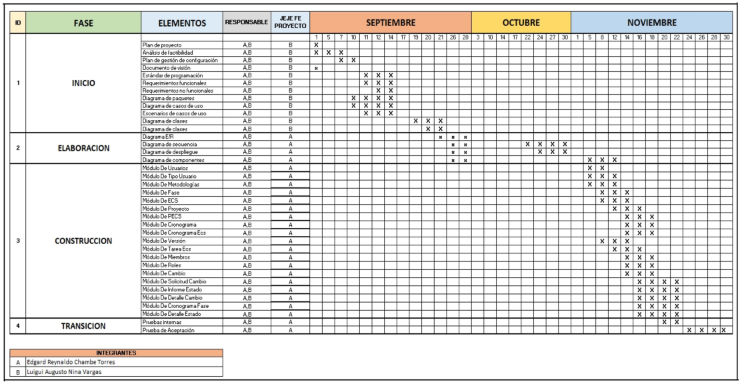 ID FASE ELEMENTOS RESPONSABLE JEJE FE PROYECTO SEPTIEMBRE OCTUBRE NOVIEMBRE
1 5 7 10 11 12 14 17 19 20 21 26 28 3 10 14 17 22 24 27 30 1 5 8 12 14 16 18 20 22 24 26 28 30
1 INICIO
Plan de proyecto A,B B X
Análisis de factibilidad A,B B X X X
Plan de gestión de configuración A,B B X X
Documento de visión A,B B x
Estándar de programación A,B B X X X
Requerimientos funcionales A,B B X X X
Requerimientos no funcionales A,B B X X
Diagrama de paquetes A,B B X X X X
Diagrama de casos de uso A,B B X X X X
Escenarios de casos de uso A,B B X X X
Diagrama de clases A,B B X X X
Diagrama de clases A,B B X X
2 ELABORACION
Diagrama E/R A,B A x x x
Diagrama de secuencia A,B A x x X X X X
Diagrama de despliegue A,B A x x X X X
Diagrama de componentes A,B A x x X X X
3 CONSTRUCCION
Módulo De Usuarios A,B A X X
Módulo De Tipo Usuario A,B A X X X
Módulo De Metodologías A,B A X X X
Módulo De Fase A,B A X X X
Módulo De ECS A,B A X X X
Módulo De Proyecto A,B A X X X
Módulo De PECS A,B A X X X
Módulo De Cronograma A,B A X X X
Módulo De Cronograma Ecs A,B A X X X
Módulo De Versión A,B A X X X
Módulo De Tarea Ecs A,B A X X X
Módulo De Miembros A,B A X X X
Módulo De Roles A,B A X X X
Módulo De Cambio A,B A X X X
Módulo De Solicitud Cambio A,B A X X X X
Módulo De Informe Estado A,B A X X X X
Módulo De Detalle Cambio A,B A X X X X
Módulo De Cronograma Fase A,B A X X X X
Módulo De Detalle Estado A,B A X X X X
4 TRANSICION
Pruebas Internas A,B A X X
Prueba de Aceptación A,B A X X X X
INTEGRANTES
A Edgard Reynaldo Chambe Torres
B Luigui Augusto Nina Vargas